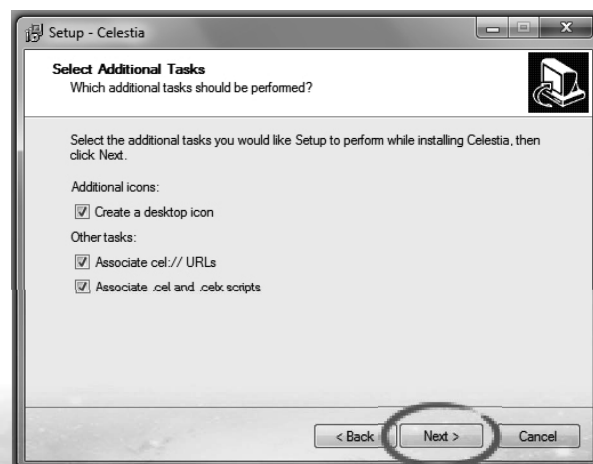 Setup - Celestia
Select Additional Tasks
Which additional tasks should be performed?
Select the additional tasks you would like Setup to perform while installing Celestia, then
click Next.
Additional icons:
Create a desktop icon
Other tasks:
Associate cel:// URLs
Associate .cel and .celx scripts
< Back
Next >
Cancel